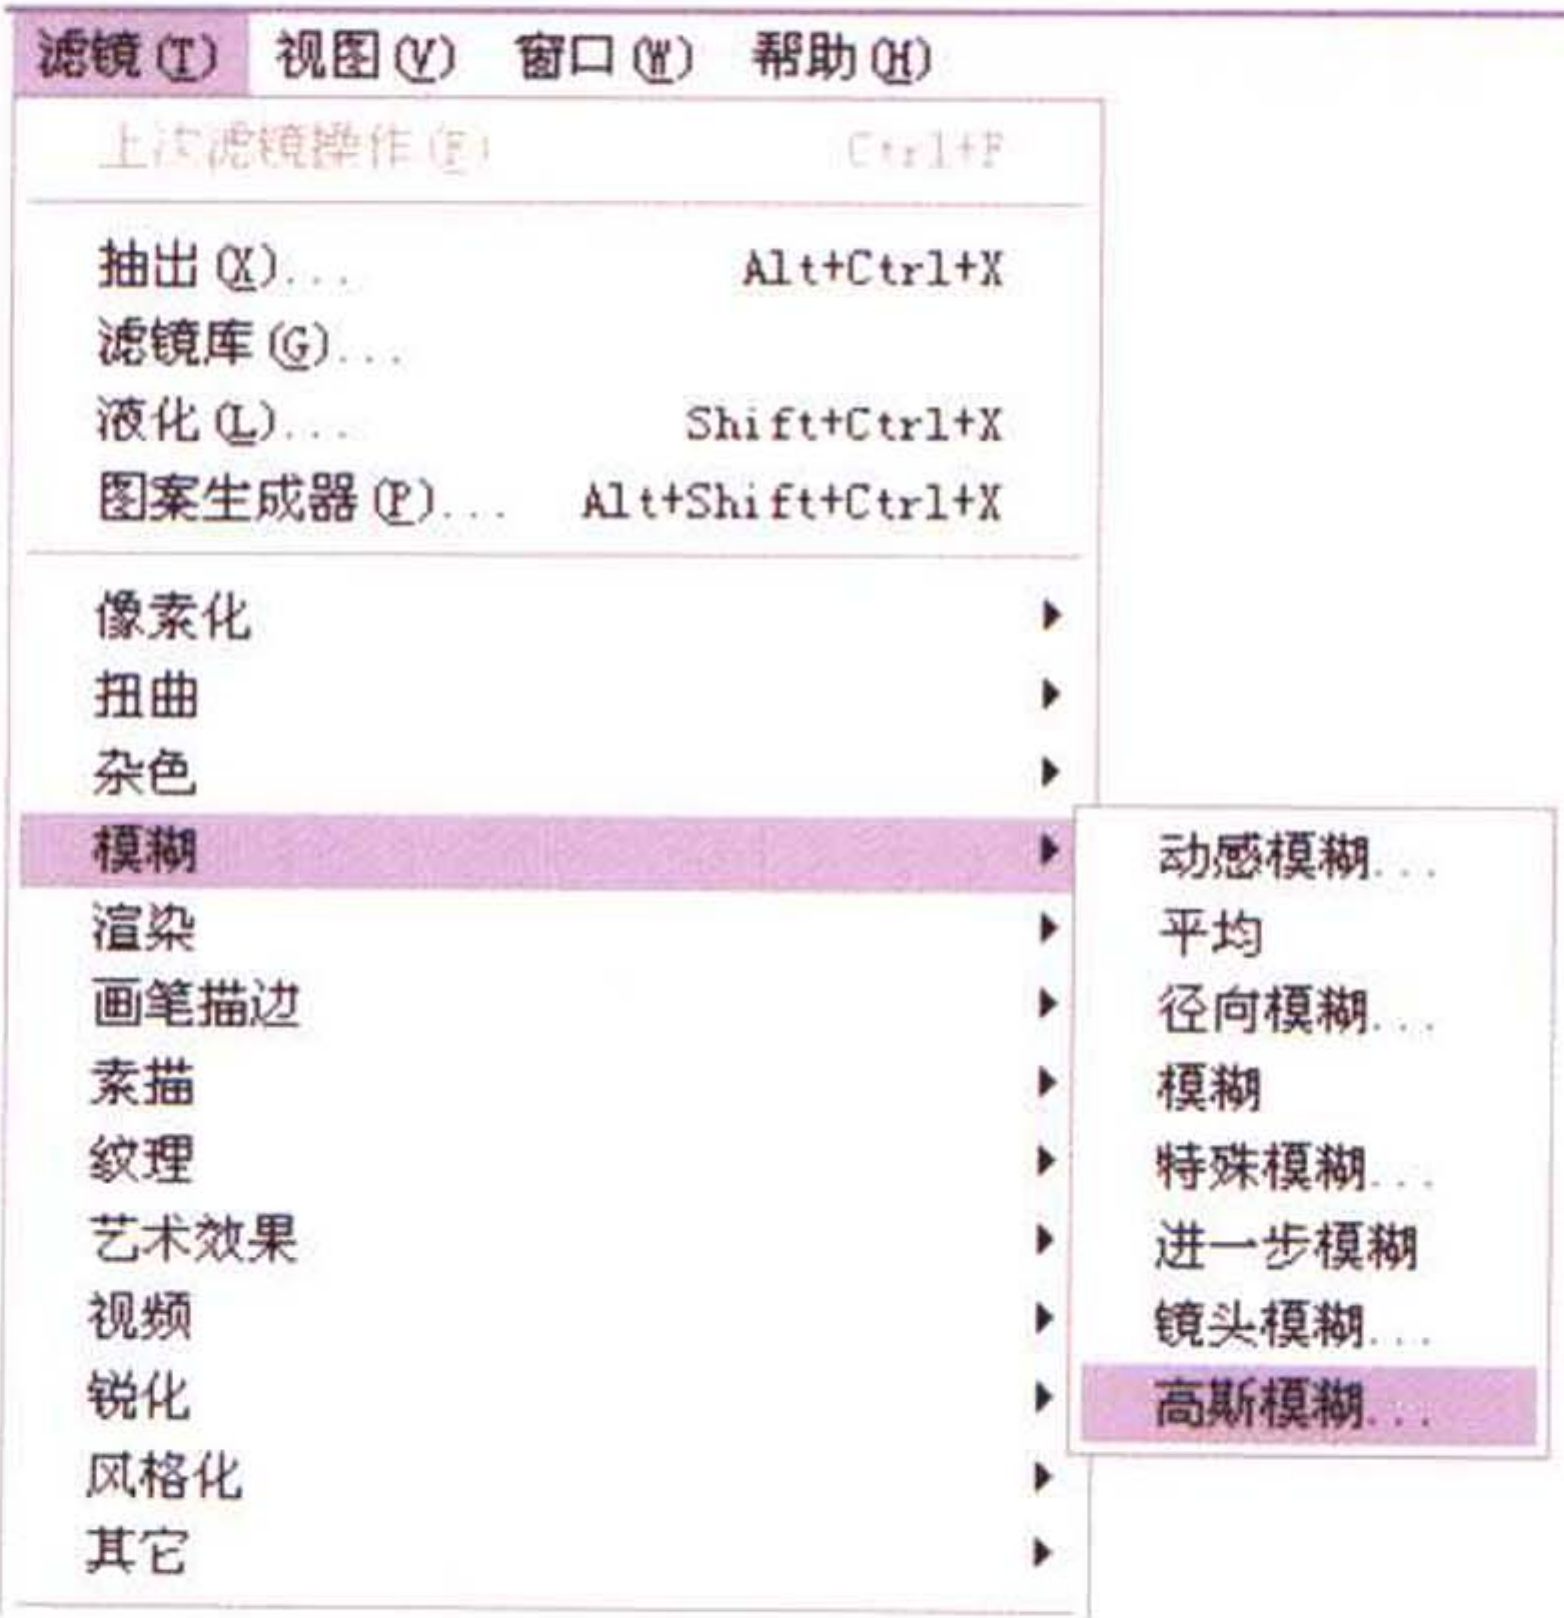 滤镜(T) 视图(V) 窗口(W) 帮助(H)
上次滤镜操作(F) Ctrl+F
抽出(X)... Alt+Ctrl+X
滤镜库(G)...
液化(L)... Shift+Ctrl+X
图案生成器(P)... Alt+Shift+Ctrl+X
像素化
扭曲
杂色
模糊
渲染
画笔描边
素描
纹理
艺术效果
视频
锐化
风格化
其它
动感模糊...
平均
径向模糊...
模糊
特殊模糊...
进一步模糊
镜头模糊...
高斯模糊...